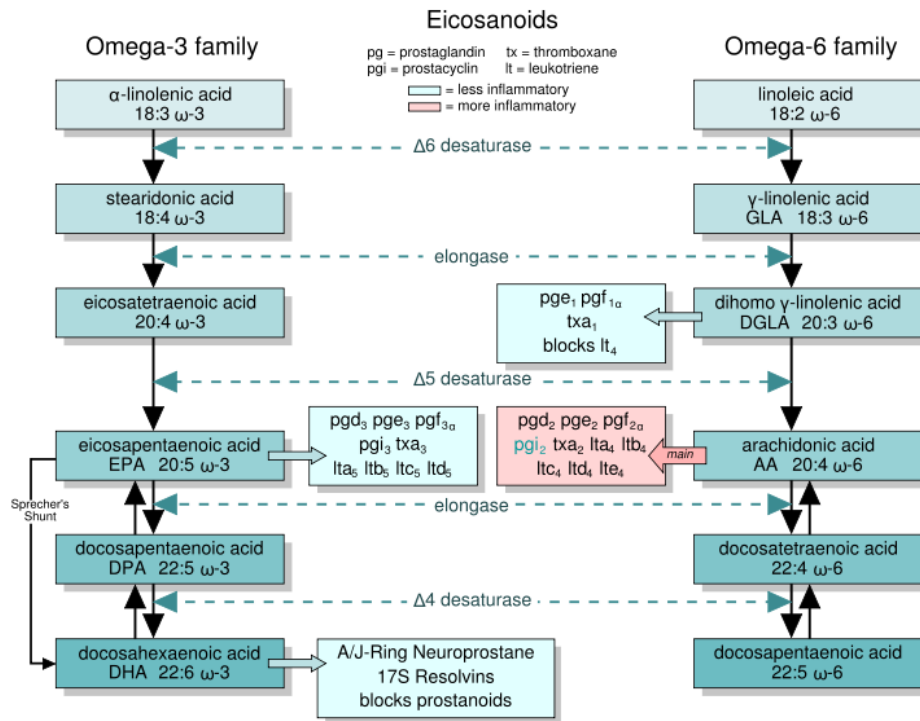 Eicosanoids
Omega-3 family
Omega-6 family
pg = prostaglandin tx = thromboxane
pgi = prostacyclin lt = leukotriene
= less inflammatory
= more inflammatory
α-linolenic acid
18:3 ω-3
linoleic acid
18:2 ω-6
Δ6 desaturase
stearidonic acid
18:4 ω-3
γ-linolenic acid
GLA 18:3 ω-6
elongase
eicosatetraenoic acid
20:4 ω-3
pge₁ pgf₁α
txa₁
blocks lt₄
dihomo γ-linolenic acid
DGLA 20:3 ω-6
Δ5 desaturase
eicosapentaenoic acid
EPA 20:5 ω-3
pgd₃ pge₃ pgf₃α
pgi₃ txa₃
lta₅ ltb₅ ltc₅ ltd₅
pgd₂ pge₂ pgf₂α
pgi₂ txa₂ lta₄ ltb₄
ltc₄ ltd₄ lte₄
main
arachidonic acid
AA 20:4 ω-6
Sprecher's
Shunt
elongase
docosapentaenoic acid
DPA 22:5 ω-3
docosatetraenoic acid
22:4 ω-6
Δ4 desaturase
docosahexaenoic acid
DHA 22:6 ω-3
A/J-Ring Neuroprostane
17S Resolvins
blocks prostanoids
docosapentaenoic acid
22:5 ω-6